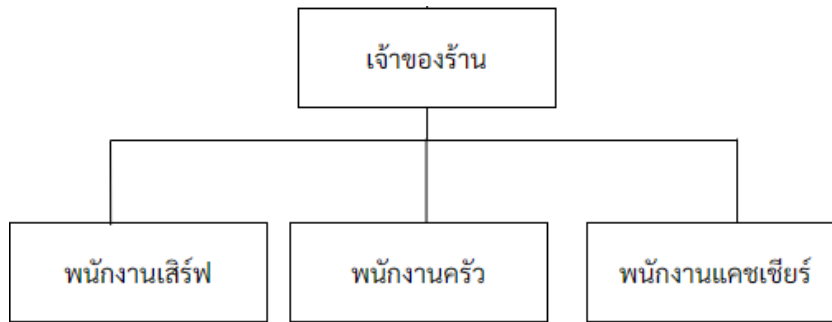 เจ้าของร้าน
พนักงานเสิร์ฟ
พนักงานครัว
พนักงานแคชเชียร์